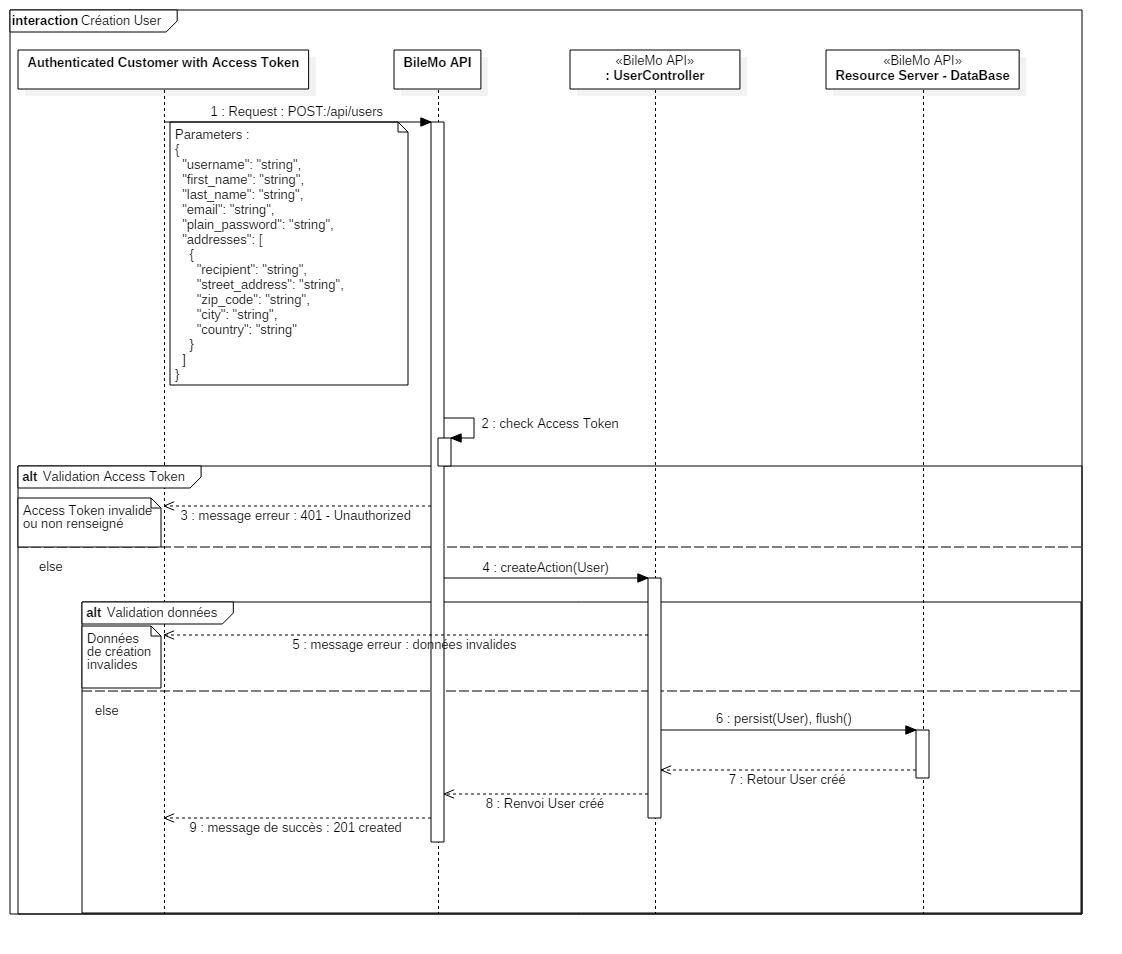 interaction Création User
Authenticated Customer with Access Token
BileMo API
«BileMo API»
: UserController
«BileMo API»
Resource Server - DataBase
1 : Request : POST:/api/users
Parameters :
{
"username": "string",
"first_name": "string",
"last_name": "string",
"email": "string",
"plain_password": "string",
"addresses": [
{
"recipient": "string",
"street_address": "string",
"zip_code": "string",
"city": "string",
"country": "string"
}
]
}
2 : check Access Token
alt Validation Access Token
Access Token invalide
ou non renseigné
3 : message erreur : 401 - Unauthorized
else
4 : createAction(User)
alt Validation données
Données
de création
invalides
5 : message erreur : données invalides
else
6 : persist(User), flush()
7 : Retour User créé
8 : Renvoi User créé
9 : message de succès : 201 created